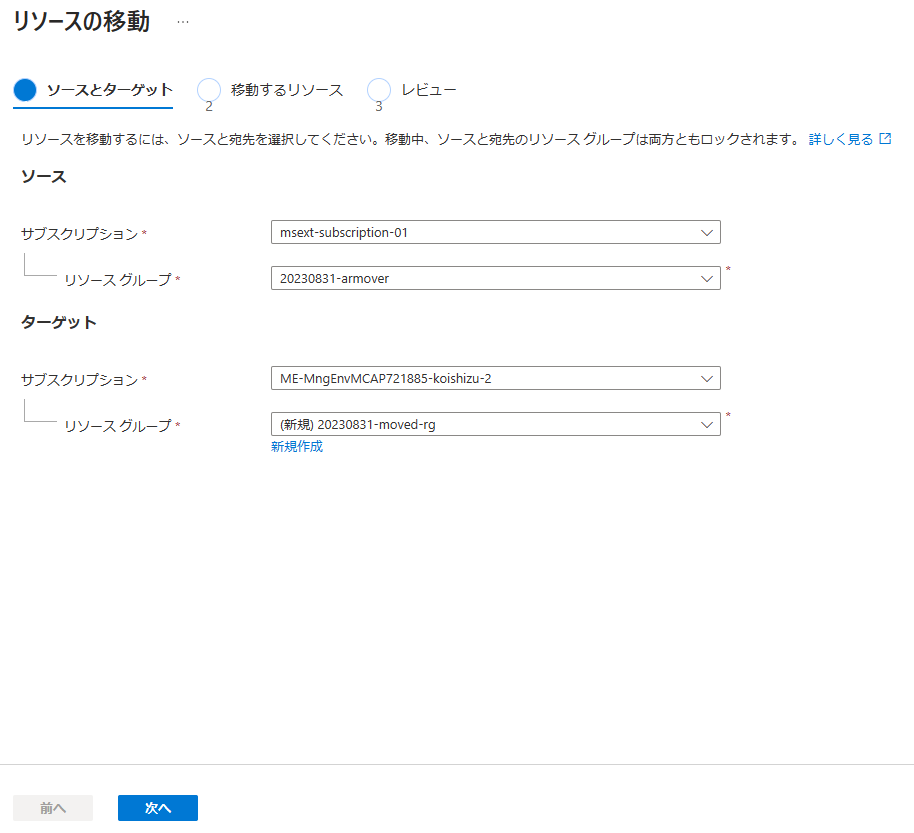 リソースの移動 …
ソースとターゲット 2 移動するリソース 3 レビュー
リソースを移動するには、ソースと宛先を選択してください。移動中、ソースと宛先のリソース グループは両方ともロックされます。 詳しく見る
ソース
サブスクリプション * msext-subscription-01
リソース グループ * 20230831-armover *
ターゲット
サブスクリプション * ME-MngEnvMCAP721885-koishizu-2
リソース グループ * (新規) 20230831-moved-rg *
新規作成
前へ 次へ